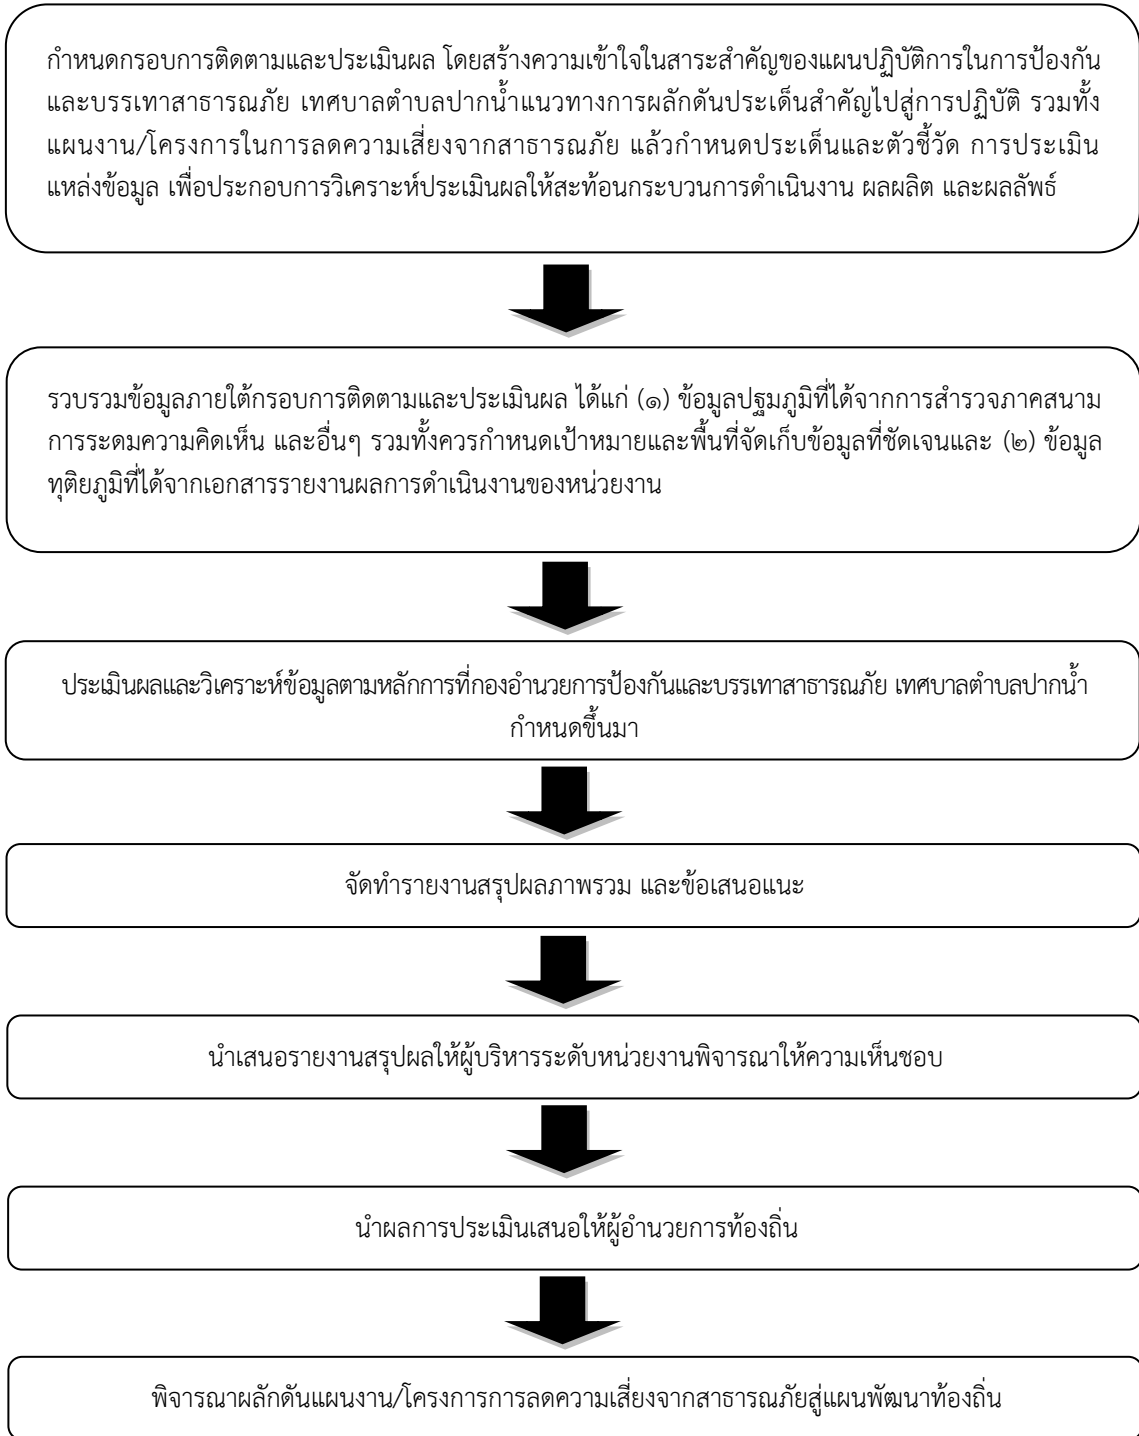 กำหนดกรอบการติดตามและประเมินผล โดยสร้างความเข้าใจในสาระสำคัญของแผนปฏิบัติการในการป้องกัน
และบรรเทาสาธารณภัย เทศบาลตำบลปากน้ำแนวทางการผลักดันประเด็นสำคัญไปสู่การปฏิบัติ รวมทั้ง
แผนงาน/โครงการในการลดความเสี่ยงจากสาธารณภัย แล้วกำหนดประเด็นและตัวชี้วัด การประเมิน
แหล่งข้อมูล เพื่อประกอบการวิเคราะห์ประเมินผลให้สะท้อนกระบวนการดำเนินงาน ผลผลิต และผลลัพธ์
รวบรวมข้อมูลภายใต้กรอบการติดตามและประเมินผล ได้แก่ (๑) ข้อมูลปฐมภูมิที่ได้จากการสำรวจภาคสนาม
การระดมความคิดเห็น และอื่นๆ รวมทั้งควรกำหนดเป้าหมายและพื้นที่จัดเก็บข้อมูลที่ชัดเจนและ (๒) ข้อมูล
ทุติยภูมิที่ได้จากเอกสารรายงานผลการดำเนินงานของหน่วยงาน
ประเมินผลและวิเคราะห์ข้อมูลตามหลักการที่กองอำนวยการป้องกันและบรรเทาสาธารณภัย เทศบาลตำบลปากน้ำ
กำหนดขึ้นมา
จัดทำรายงานสรุปผลภาพรวม และข้อเสนอแนะ
นำเสนอรายงานสรุปผลให้ผู้บริหารระดับหน่วยงานพิจารณาให้ความเห็นชอบ
นำผลการประเมินเสนอให้ผู้อำนวยการท้องถิ่น
พิจารณาผลักดันแผนงาน/โครงการการลดความเสี่ยงจากสาธารณภัยสู่แผนพัฒนาท้องถิ่น